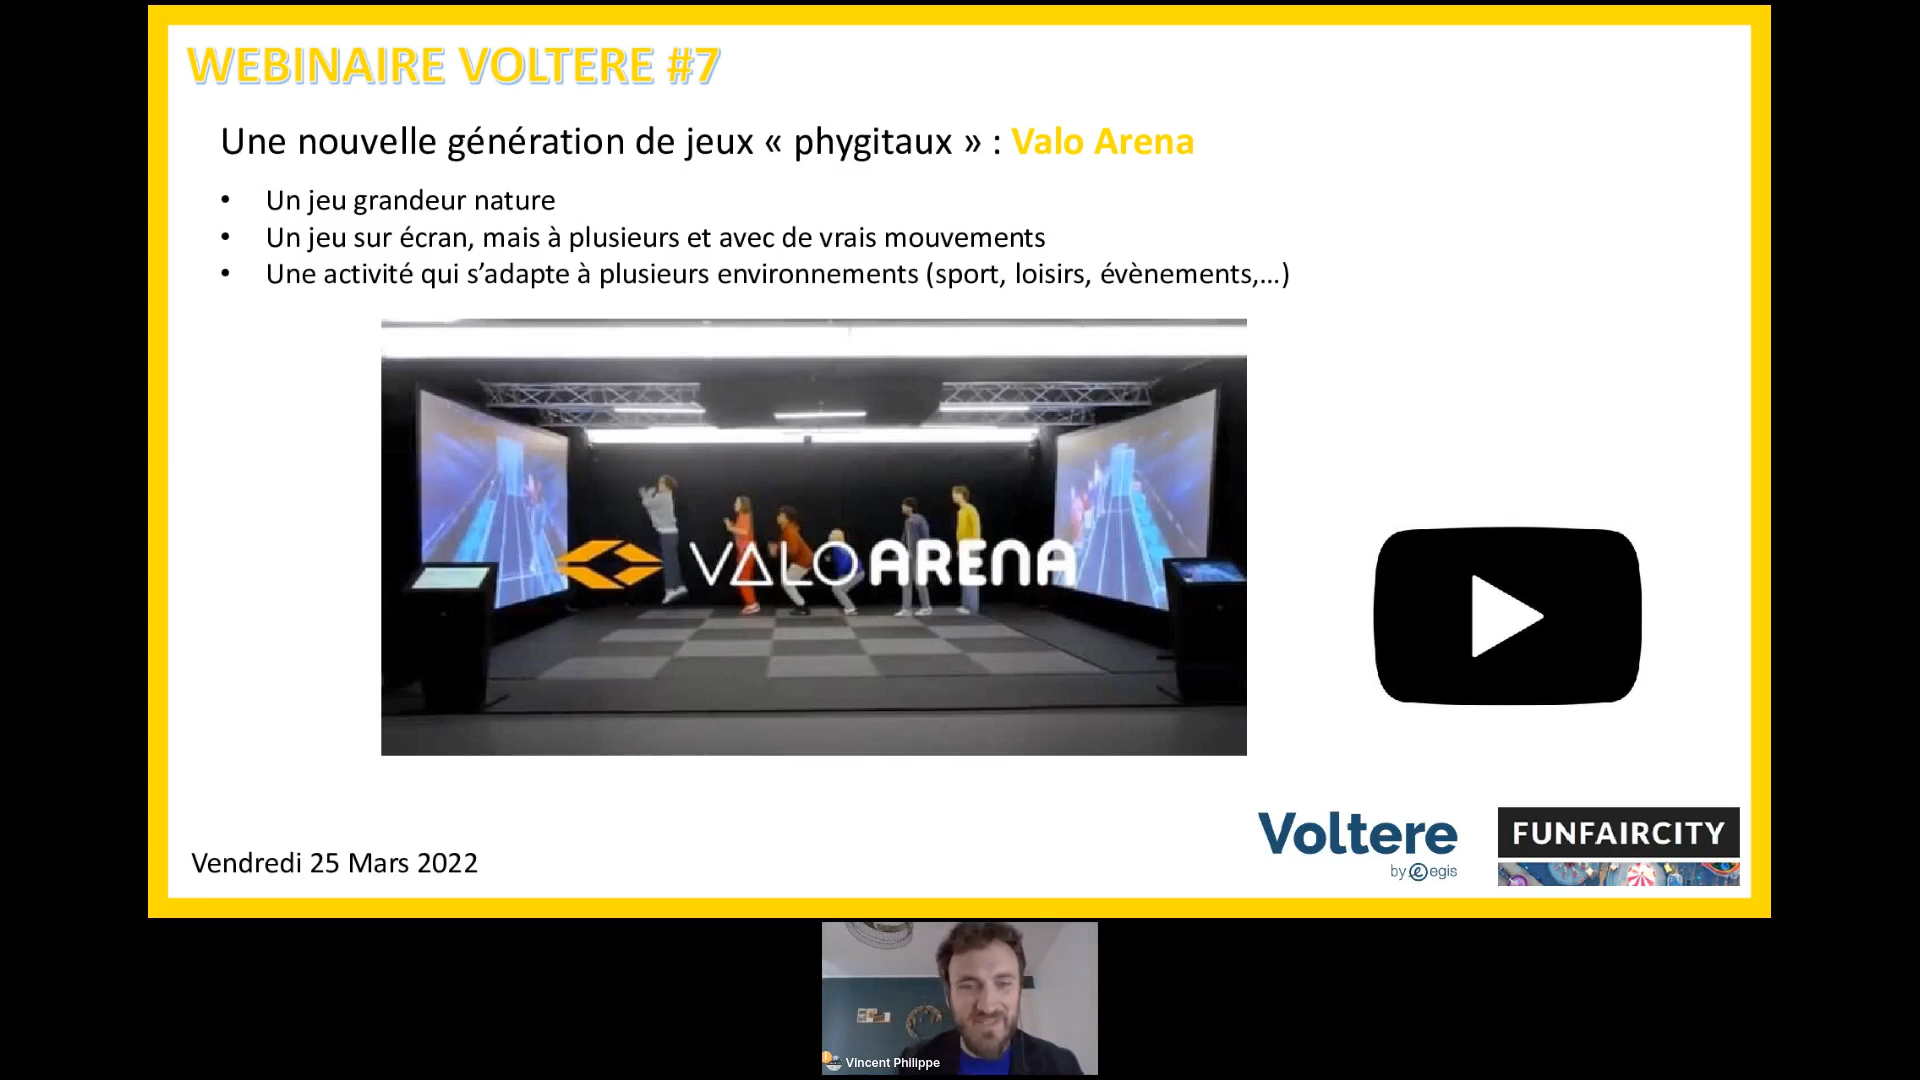 WEBINAIRE VOLTERE #7
Une nouvelle génération de jeux « phygitaux » : Valo Arena
• Un jeu grandeur nature
• Un jeu sur écran, mais à plusieurs et avec de vrais mouvements
• Une activité qui s’adapte à plusieurs environnements (sport, loisirs, évènements,...)
VALOARENA
Voltere
by egis
FUNFAIRCITY
Vendredi 25 Mars 2022
Vincent Philippe